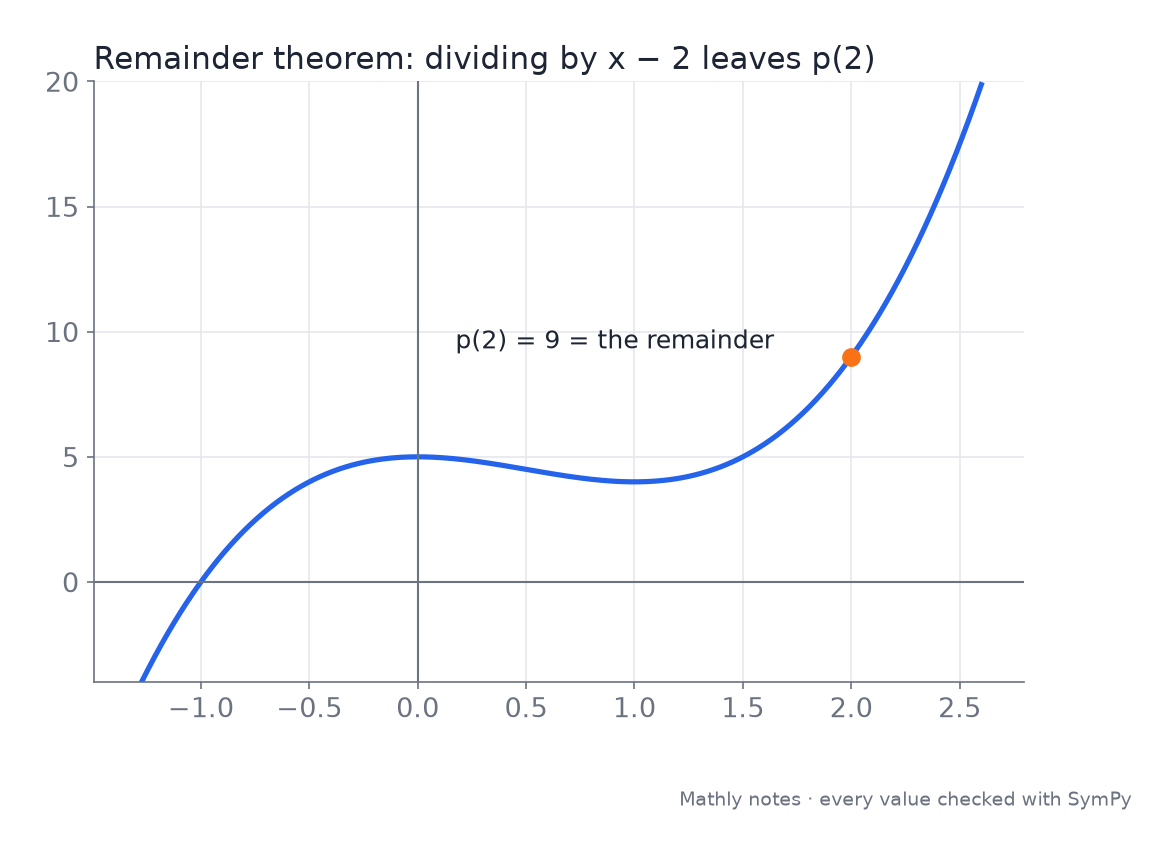 Remainder theorem: dividing by x − 2 leaves p(2)
20
15
10
p(2) = 9 = the remainder
5
0
−1.0 −0.5 0.0 0.5 1.0 1.5 2.0 2.5
Mathly notes · every value checked with SymPy